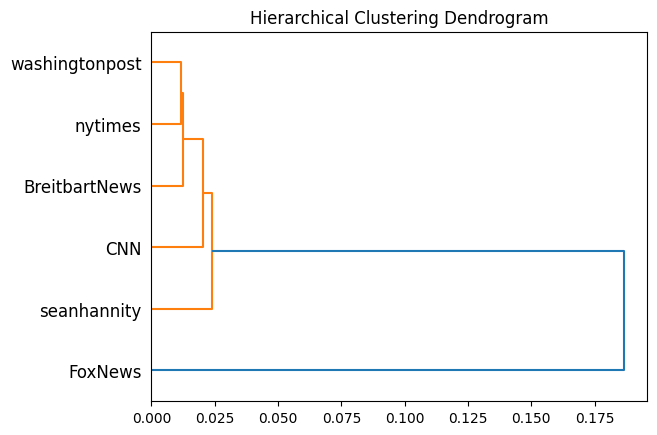 Hierarchical Clustering Dendrogram
washingtonpost
nytimes
BreitbartNews
CNN
seanhannity
FoxNews
0.000 0.025 0.050 0.075 0.100 0.125 0.150 0.175